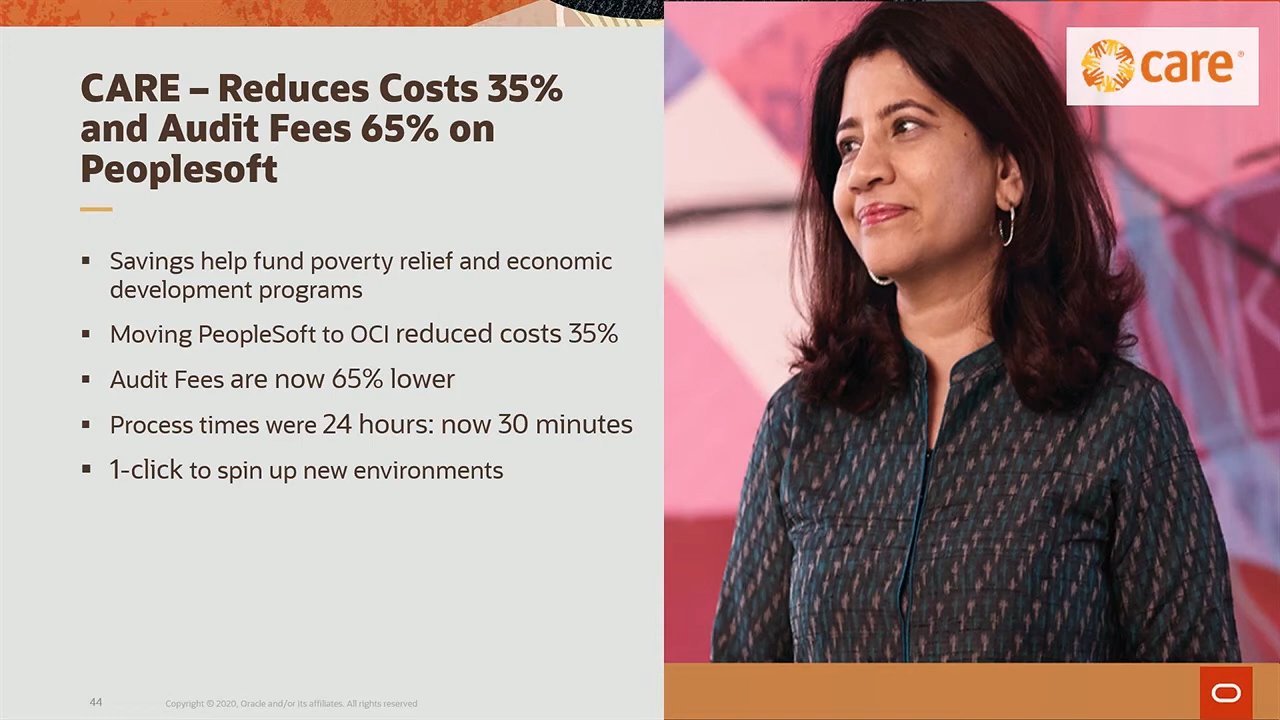 CARE – Reduces Costs 35%
and Audit Fees 65% on
Peoplesoft
▪ Savings help fund poverty relief and economic
development programs
▪ Moving PeopleSoft to OCI reduced costs 35%
▪ Audit Fees are now 65% lower
▪ Process times were 24 hours: now 30 minutes
▪ 1-click to spin up new environments
care®
44 Copyright © 2020, Oracle and/or its affiliates. All rights reserved